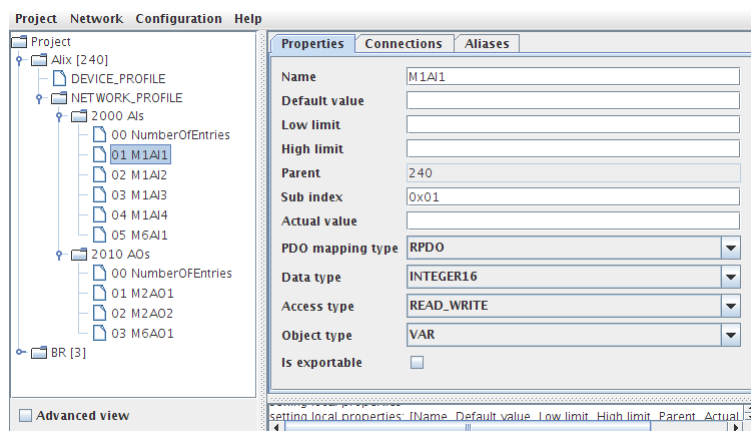 Project Network Configuration Help
Project
Alix [240]
DEVICE_PROFILE
NETWORK_PROFILE
2000 AIs
00 NumberOfEntries
01 M1AI1
02 M1AI2
03 M1AI3
04 M1AI4
05 M6AI1
2010 AOs
00 NumberOfEntries
01 M2AO1
02 M2AO2
03 M6AO1
BR [3]
Advanced view
Properties Connections Aliases
Name M1AI1
Default value
Low limit
High limit
Parent 240
Sub index 0x01
Actual value
PDO mapping type RPDO
Data type INTEGER16
Access type READ_WRITE
Object type VAR
Is exportable
setting local properties
setting local properties: [Name, Default value, Low limit, High limit, Parent, Actual